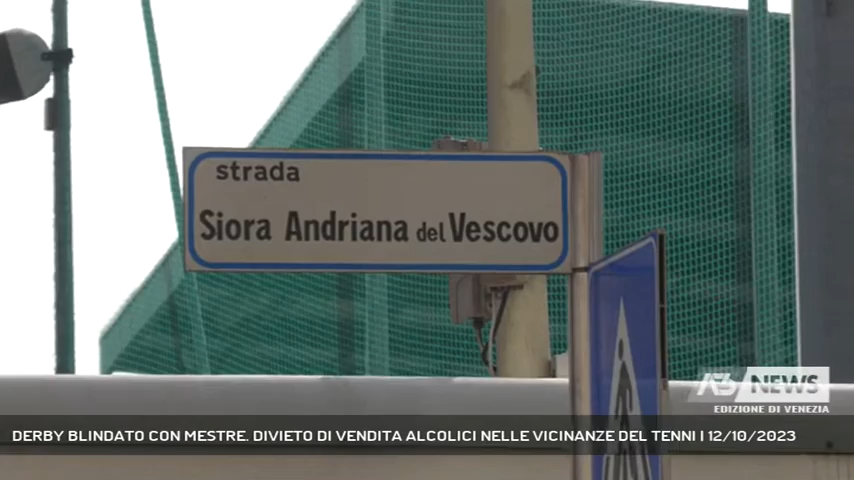 strada
Siora Andriana del Vescovo
A3 NEWS
EDIZIONE DI VENEZIA
DERBY BLINDATO CON MESTRE. DIVIETO DI VENDITA ALCOLICI NELLE VICINANZE DEL TENNI | 12/10/2023